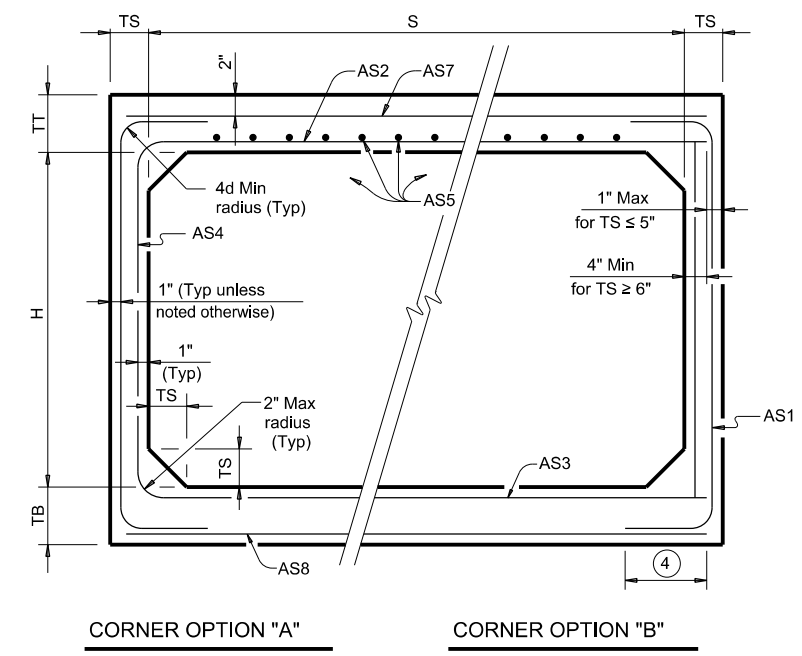 TS
S
TS
2"
AS2
AS7
TT
4d Min
radius (Typ)
AS5
1" Max
for TS ≤ 5"
AS4
4" Min
for TS ≥ 6"
1" (Typ unless
noted otherwise)
H
1"
(Typ)
TS
2" Max
radius
(Typ)
AS1
TS
AS3
TB
AS8
4
CORNER OPTION "A"
CORNER OPTION "B"